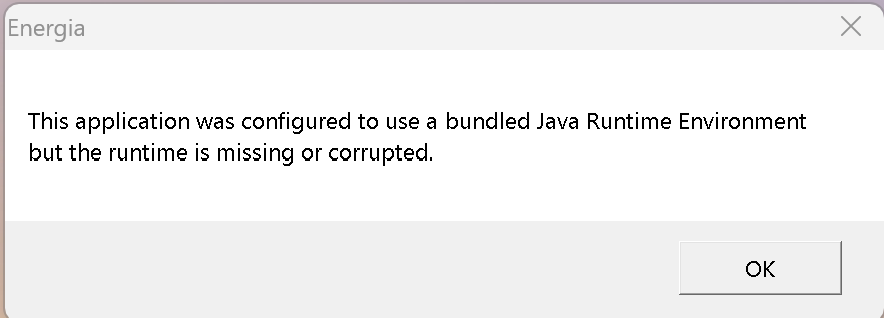 Energia
This application was configured to use a bundled Java Runtime Environment
but the runtime is missing or corrupted.
OK